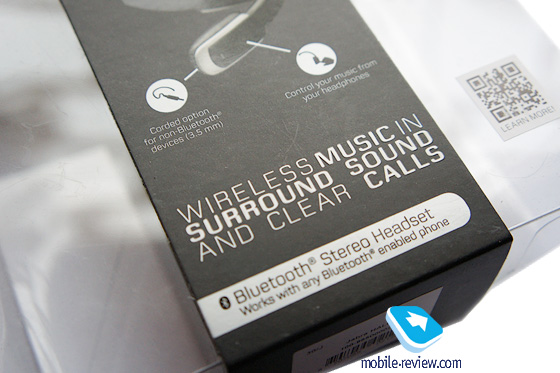 Corded option
for non-Bluetooth®
devices (3.5 mm)
Control your music from
your headphones
LEARN MORE!
WIRELESS MUSIC IN
SURROUND SOUND
AND CLEAR CALLS
Bluetooth® Stereo Headset
Works with any Bluetooth® enabled phone
mobile-review.com